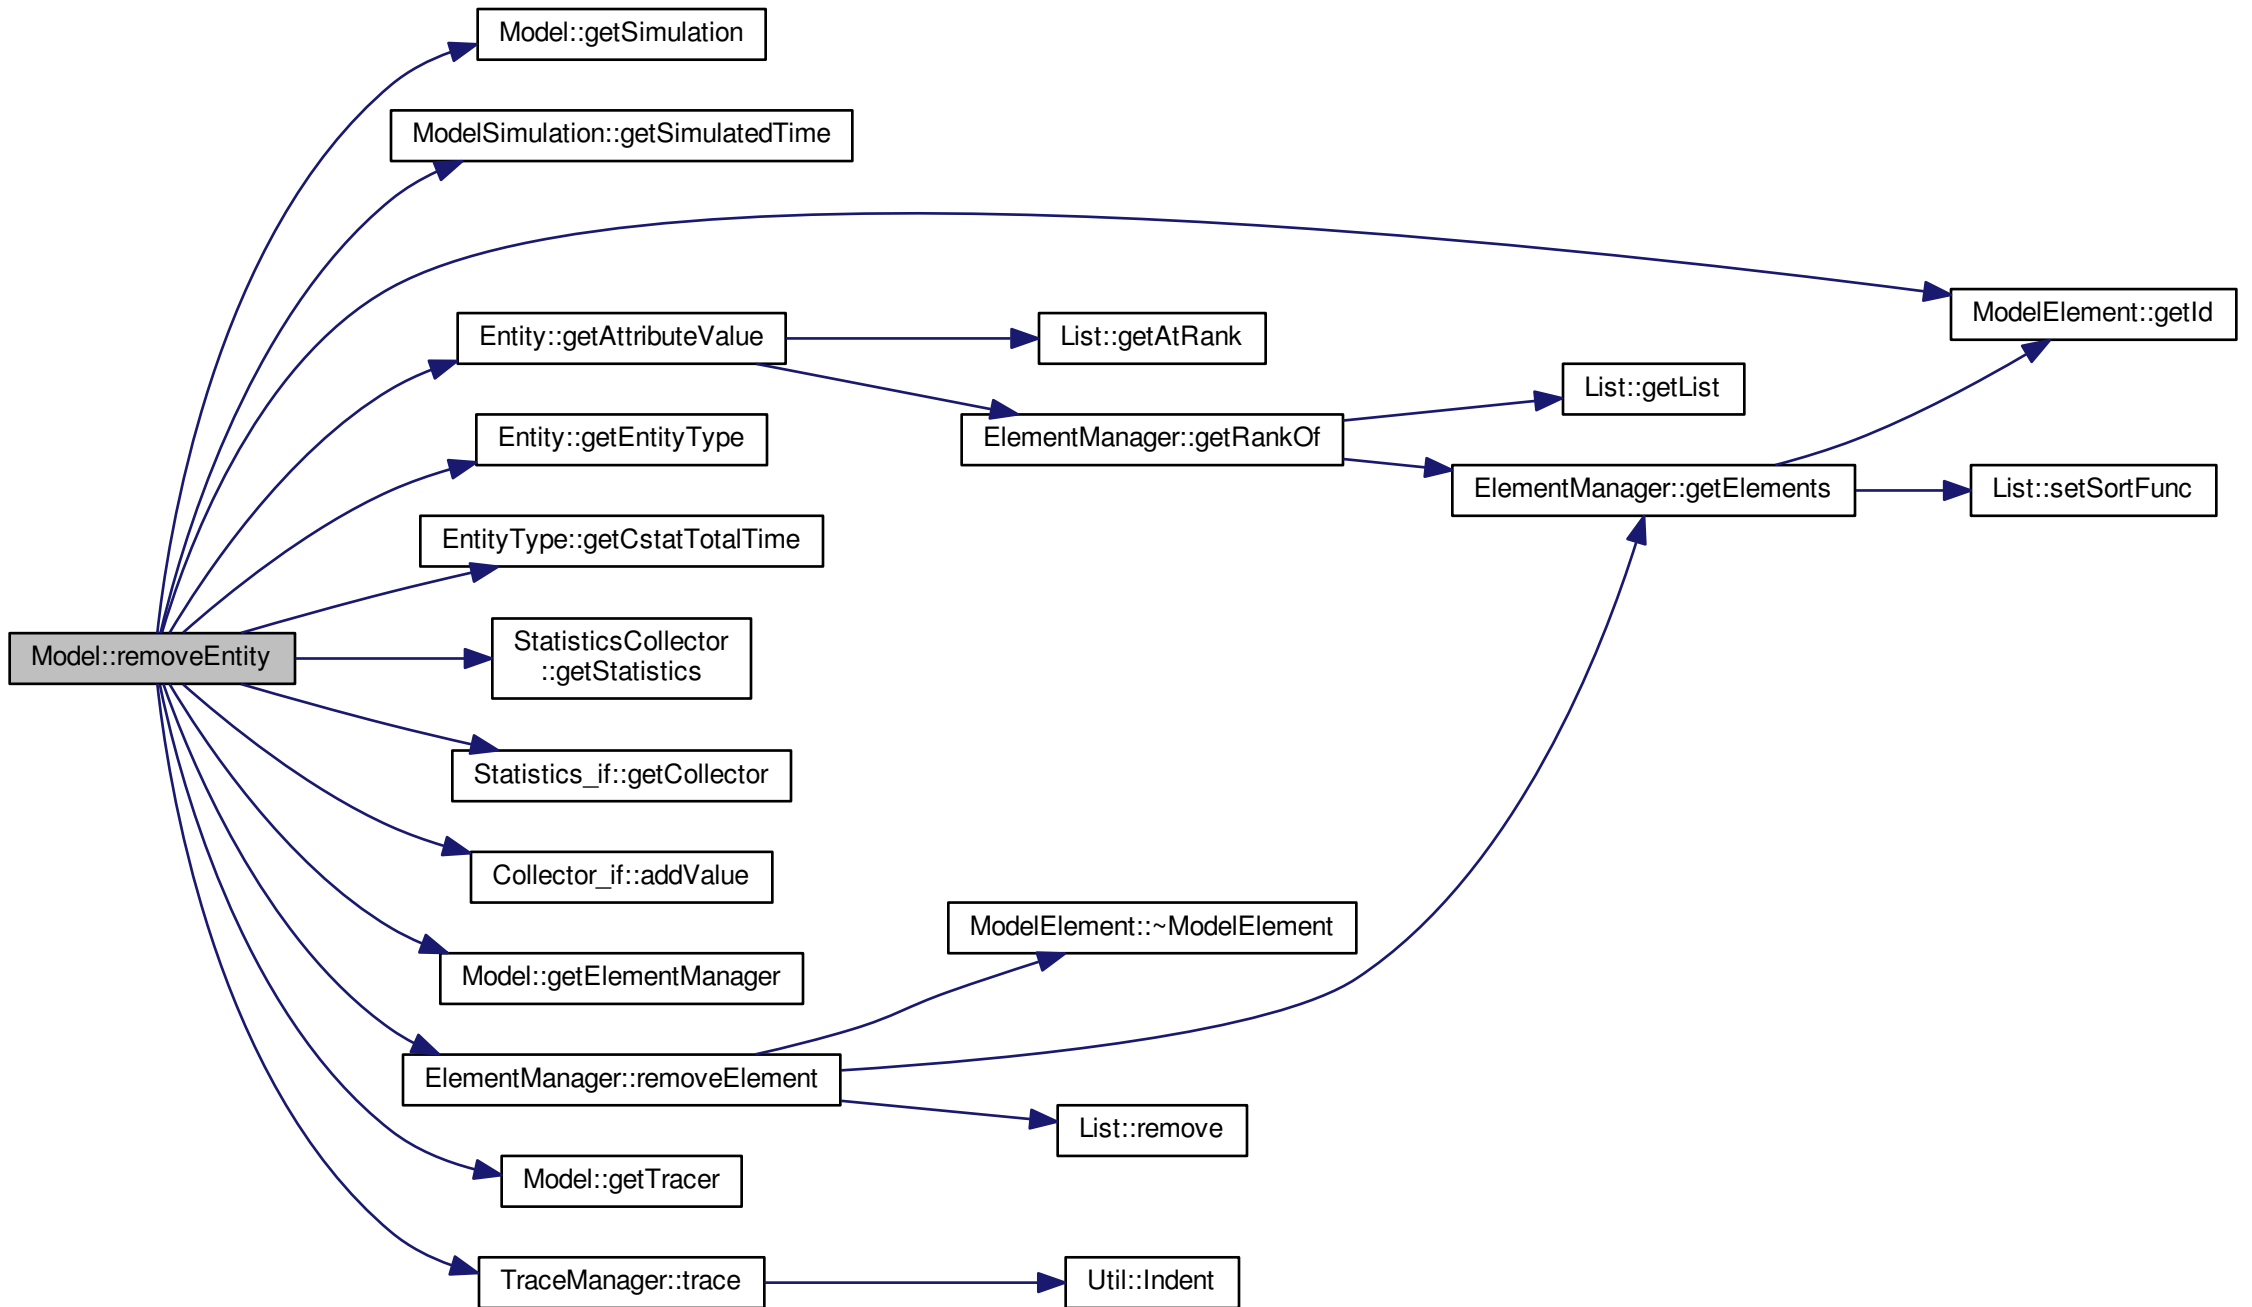 Model::getSimulation
ModelSimulation::getSimulatedTime
ModelElement::getId
Entity::getAttributeValue
List::getAtRank
List::getList
Entity::getEntityType
ElementManager::getRankOf
ElementManager::getElements
List::setSortFunc
EntityType::getCstatTotalTime
Model::removeEntity
StatisticsCollector
::getStatistics
Statistics_if::getCollector
Collector_if::addValue
ModelElement::~ModelElement
Model::getElementManager
ElementManager::removeElement
List::remove
Model::getTracer
TraceManager::trace
Util::Indent